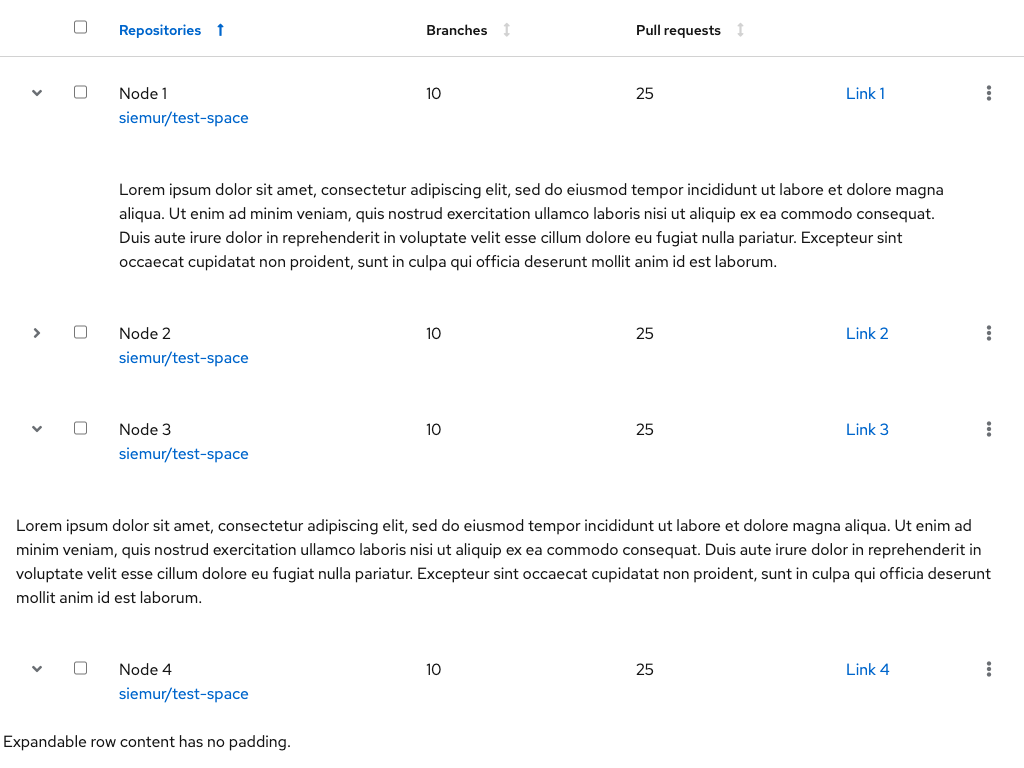 Repositories Branches Pull requests
Node 1 10 25 Link 1
siemur/test-space
Lorem ipsum dolor sit amet, consectetur adipiscing elit, sed do eiusmod tempor incididunt ut labore et dolore magna
aliqua. Ut enim ad minim veniam, quis nostrud exercitation ullamco laboris nisi ut aliquip ex ea commodo consequat.
Duis aute irure dolor in reprehenderit in voluptate velit esse cillum dolore eu fugiat nulla pariatur. Excepteur sint
occaecat cupidatat non proident, sunt in culpa qui officia deserunt mollit anim id est laborum.
Node 2 10 25 Link 2
siemur/test-space
Node 3 10 25 Link 3
siemur/test-space
Lorem ipsum dolor sit amet, consectetur adipiscing elit, sed do eiusmod tempor incididunt ut labore et dolore magna aliqua. Ut enim ad
minim veniam, quis nostrud exercitation ullamco laboris nisi ut aliquip ex ea commodo consequat. Duis aute irure dolor in reprehenderit in
voluptate velit esse cillum dolore eu fugiat nulla pariatur. Excepteur sint occaecat cupidatat non proident, sunt in culpa qui officia deserunt
mollit anim id est laborum.
Node 4 10 25 Link 4
siemur/test-space
Expandable row content has no padding.